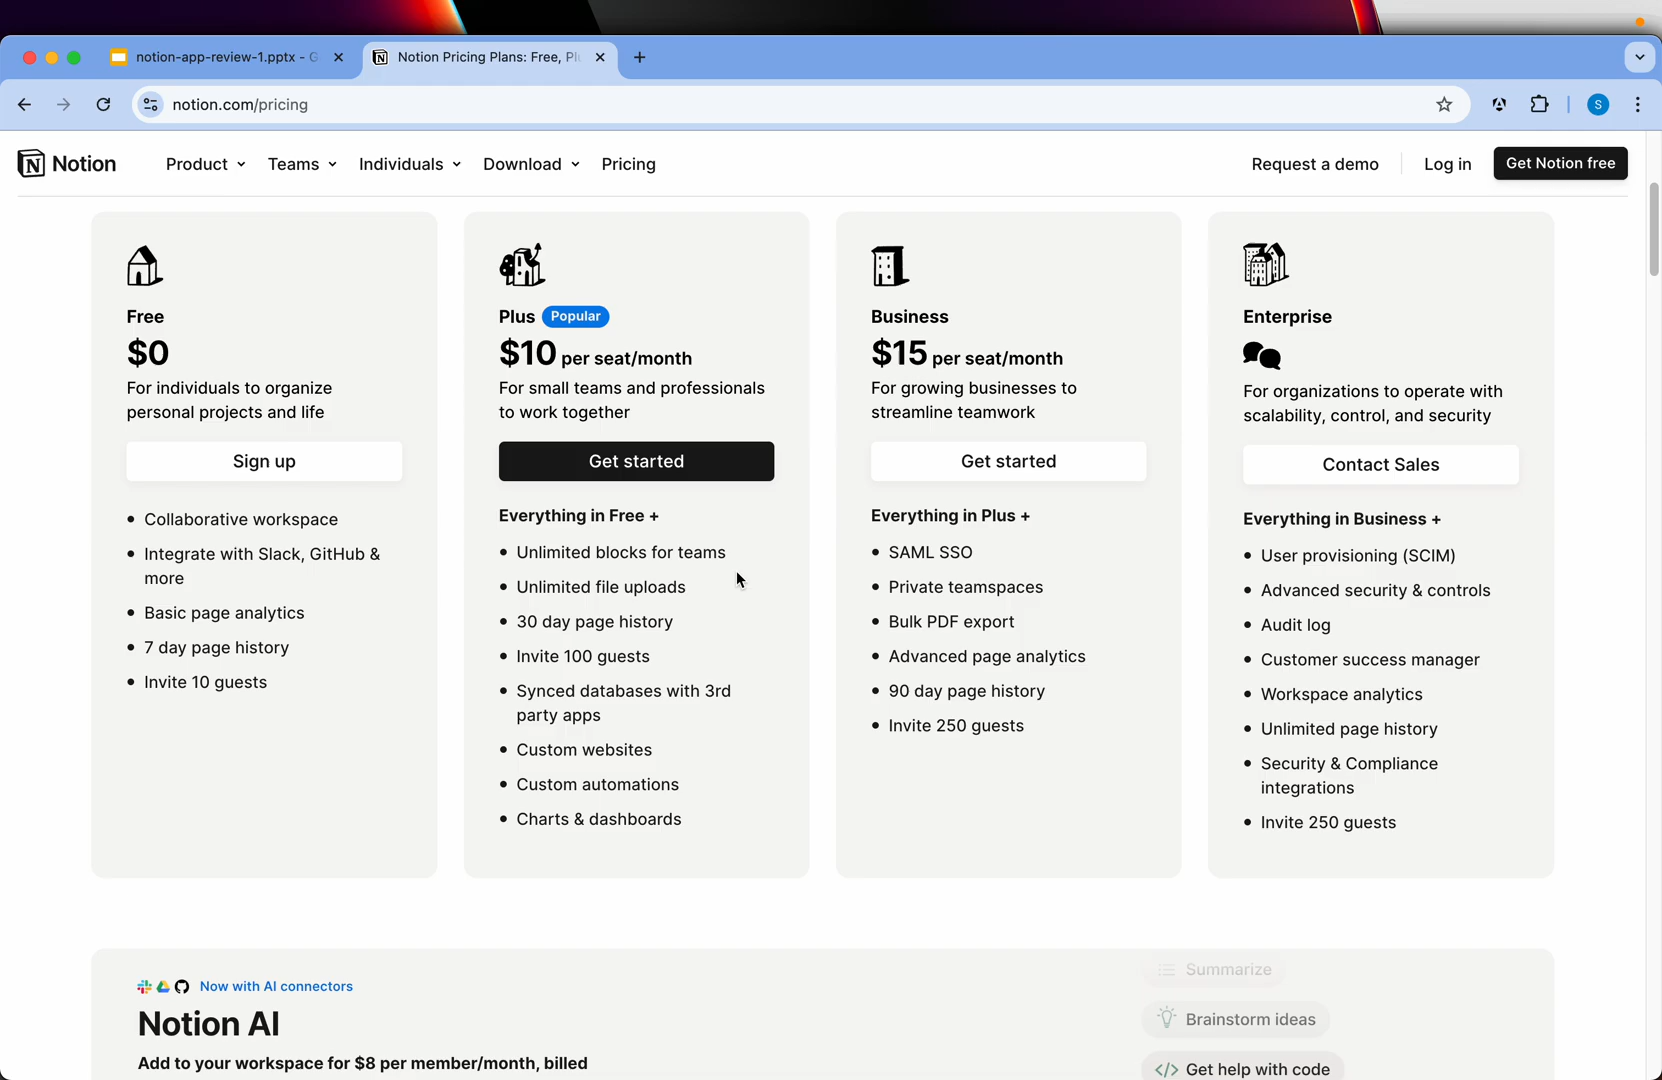 notion-app-review-1.pptx - G
Notion Pricing Plans: Free, Plu
notion.com/pricing
S
Notion
Product
Teams
Individuals
Download
Pricing
Request a demo
Log in
Get Notion free
Free
$0
For individuals to organize
personal projects and life
Sign up
Collaborative workspace
Integrate with Slack, GitHub &
more
Basic page analytics
7 day page history
Invite 10 guests
Plus Popular
$10 per seat/month
For small teams and professionals
to work together
Get started
Everything in Free +
Unlimited blocks for teams
Unlimited file uploads
30 day page history
Invite 100 guests
Synced databases with 3rd
party apps
Custom websites
Custom automations
Charts & dashboards
Business
$15 per seat/month
For growing businesses to
streamline teamwork
Get started
Everything in Plus +
SAML SSO
Private teamspaces
Bulk PDF export
Advanced page analytics
90 day page history
Invite 250 guests
Enterprise
For organizations to operate with
scalability, control, and security
Contact Sales
Everything in Business +
User provisioning (SCIM)
Advanced security & controls
Audit log
Customer success manager
Workspace analytics
Unlimited page history
Security & Compliance
integrations
Invite 250 guests
Now with AI connectors
Notion AI
Add to your workspace for $8 per member/month, billed
Summarize
Brainstorm ideas
Get help with code